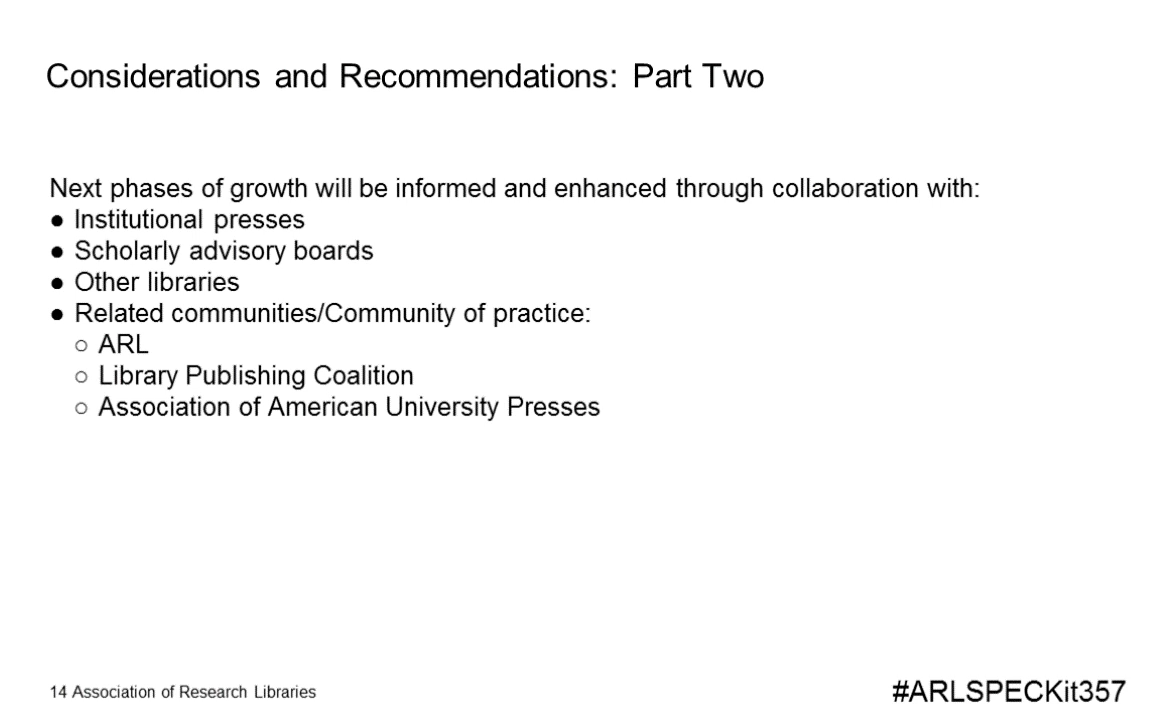 Considerations and Recommendations: Part Two
Next phases of growth will be informed and enhanced through collaboration with:
● Institutional presses
● Scholarly advisory boards
● Other libraries
● Related communities/Community of practice:
○ ARL
○ Library Publishing Coalition
○ Association of American University Presses
14 Association of Research Libraries
#ARLSPECKit357